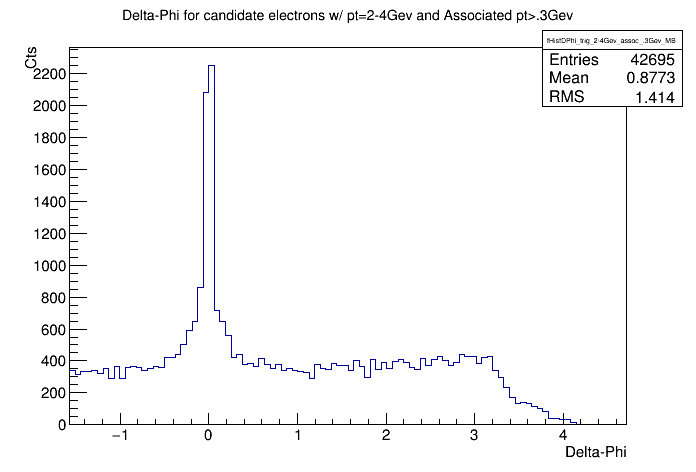 Delta-Phi for candidate electrons w/ pt=2-4Gev and Associated pt>.3Gev
fHistDPhi_trig_2-4Gev_assoc_.3Gev_MB
Entries 42695
Mean 0.8773
RMS 1.414
Cts
2200
2000
1800
1600
1400
1200
1000
800
600
400
200
0
−1 0 1 2 3 4
Delta-Phi